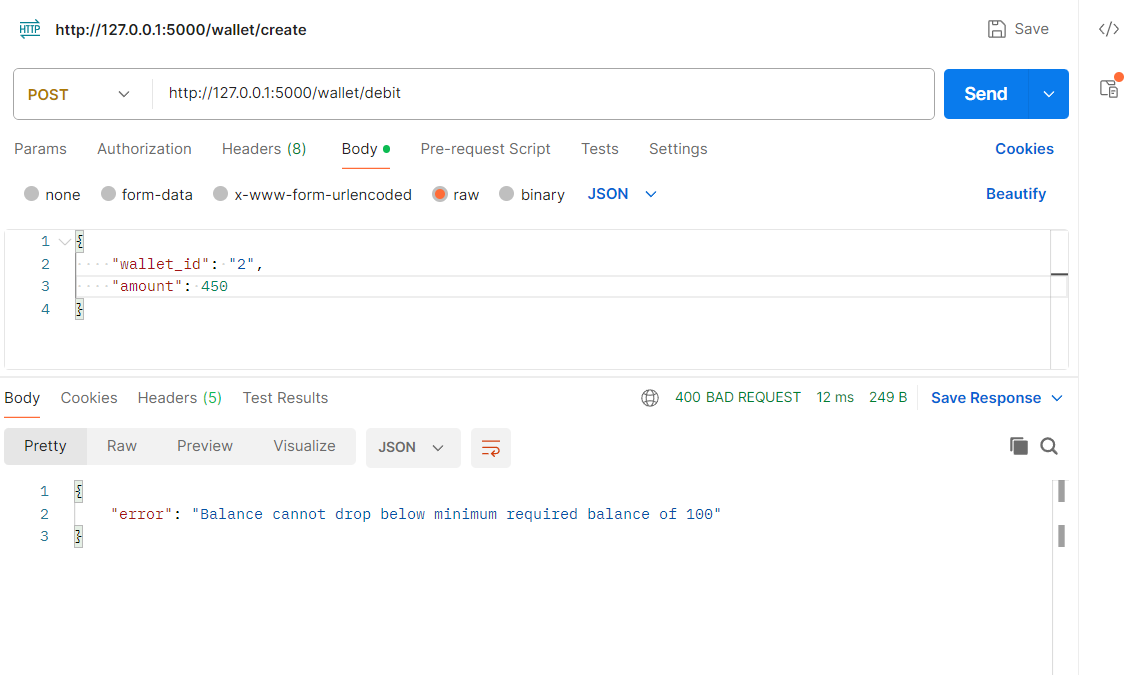 HTTP http://127.0.0.1:5000/wallet/create Save </>
POST http://127.0.0.1:5000/wallet/debit Send
Params Authorization Headers (8) Body Pre-request Script Tests Settings Cookies
none form-data x-www-form-urlencoded raw binary JSON Beautify
1 {
2 ····"wallet_id":·"2",
3 ····"amount":·450
4 }
Body Cookies Headers (5) Test Results 400 BAD REQUEST 12 ms 249 B Save Response
Pretty Raw Preview Visualize JSON
1 {
2 "error": "Balance cannot drop below minimum required balance of 100"
3 }